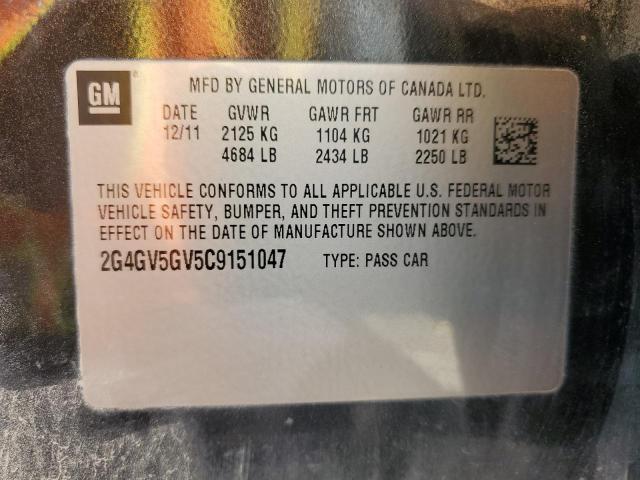 GM
MFD BY GENERAL MOTORS OF CANADA LTD.
DATE GVWR GAWR FRT GAWR RR
12/11 2125 KG 1104 KG 1021 KG
4684 LB 2434 LB 2250 LB
THIS VEHICLE CONFORMS TO ALL APPLICABLE U.S. FEDERAL MOTOR
VEHICLE SAFETY, BUMPER, AND THEFT PREVENTION STANDARDS IN
EFFECT ON THE DATE OF MANUFACTURE SHOWN ABOVE.
2G4GV5GV5C9151047 TYPE: PASS CAR